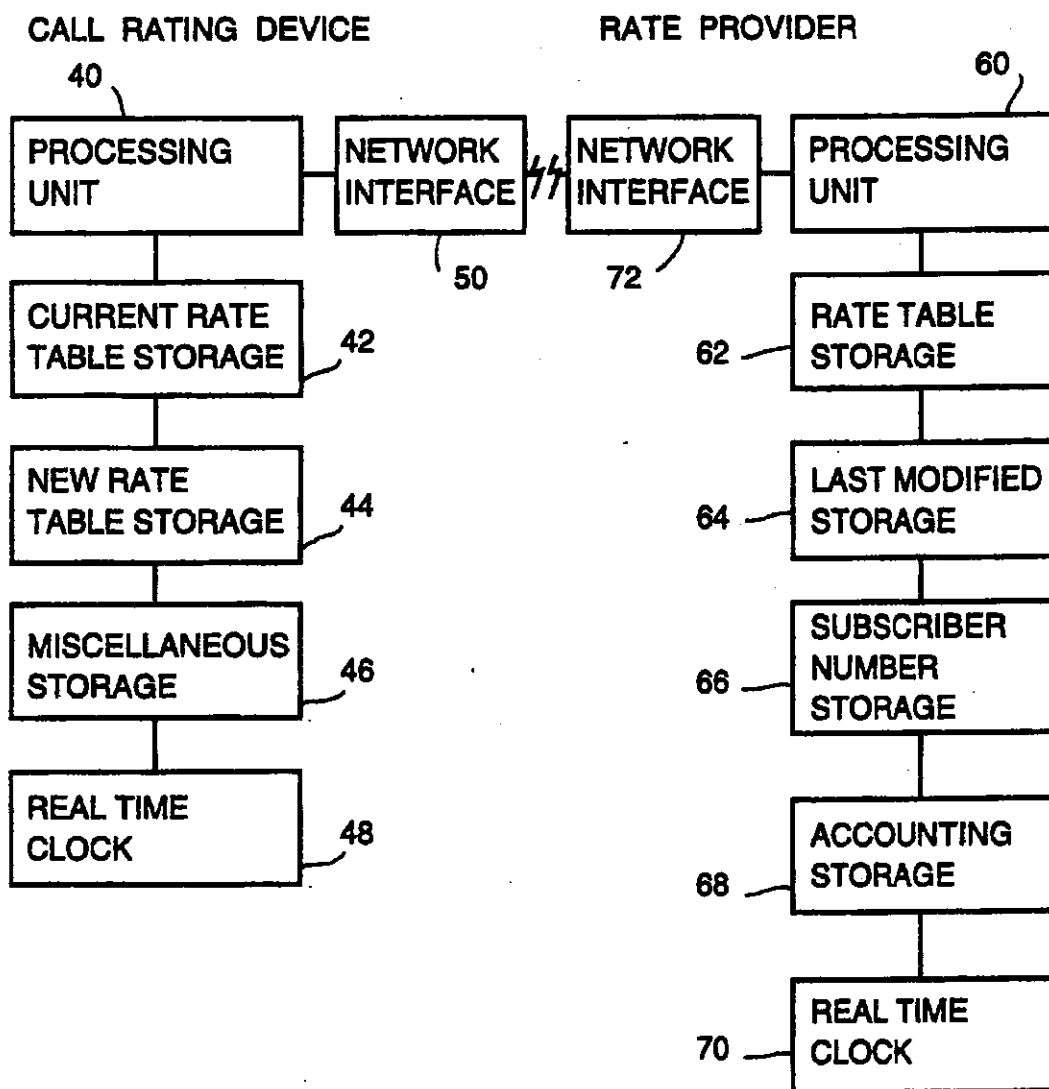 CALL RATING DEVICE
RATE PROVIDER
40
60
PROCESSING
UNIT
NETWORK
INTERFACE
NETWORK
INTERFACE
PROCESSING
UNIT
50
72
CURRENT RATE
TABLE STORAGE
42
62
RATE TABLE
STORAGE
NEW RATE
TABLE STORAGE
44
64
LAST MODIFIED
STORAGE
MISCELLANEOUS
STORAGE
46
66
SUBSCRIBER
NUMBER
STORAGE
REAL TIME
CLOCK
48
68
ACCOUNTING
STORAGE
70
REAL TIME
CLOCK